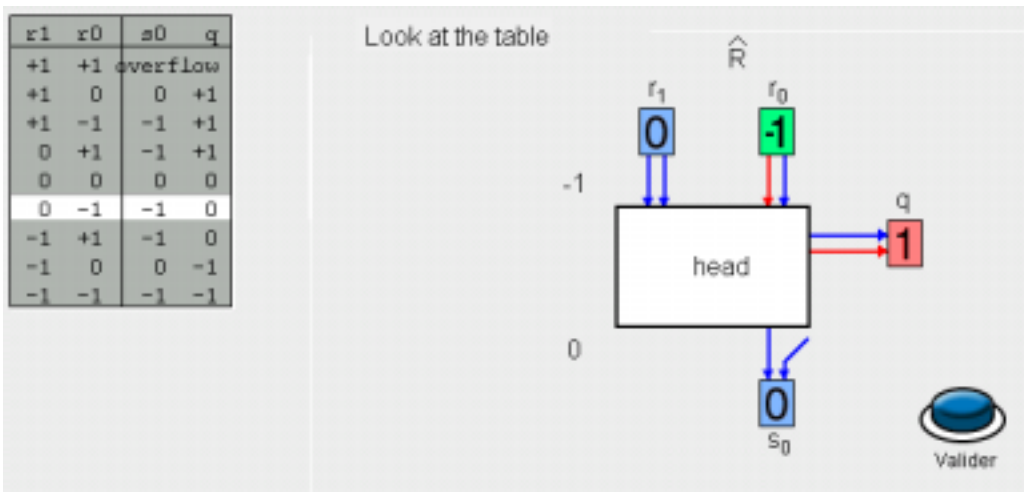 r1 r0 s0 q
+1 +1 overflow
+1 0 0 +1
+1 -1 -1 +1
0 +1 -1 +1
0 0 0 0
0 -1 -1 0
-1 +1 -1 0
-1 0 0 -1
-1 -1 -1 -1
Look at the table
R̂
r₁ r₀
0 -1
-1
q
1
head
0
0
s₀
Valider